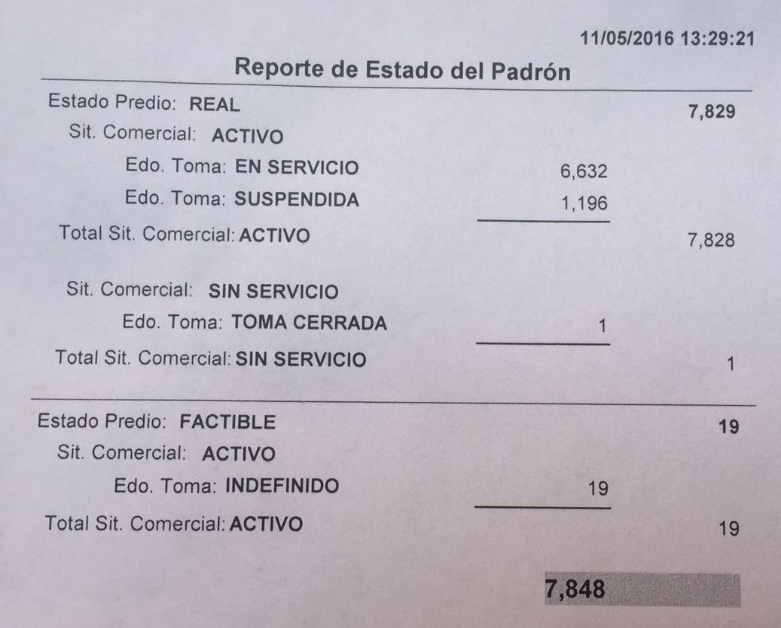 11/05/2016 13:29:21
Reporte de Estado del Padrón
Estado Predio: REAL 7,829
Sit. Comercial: ACTIVO
Edo. Toma: EN SERVICIO 6,632
Edo. Toma: SUSPENDIDA 1,196
Total Sit. Comercial: ACTIVO 7,828
Sit. Comercial: SIN SERVICIO
Edo. Toma: TOMA CERRADA 1
Total Sit. Comercial: SIN SERVICIO 1
Estado Predio: FACTIBLE 19
Sit. Comercial: ACTIVO
Edo. Toma: INDEFINIDO 19
Total Sit. Comercial: ACTIVO 19
7,848